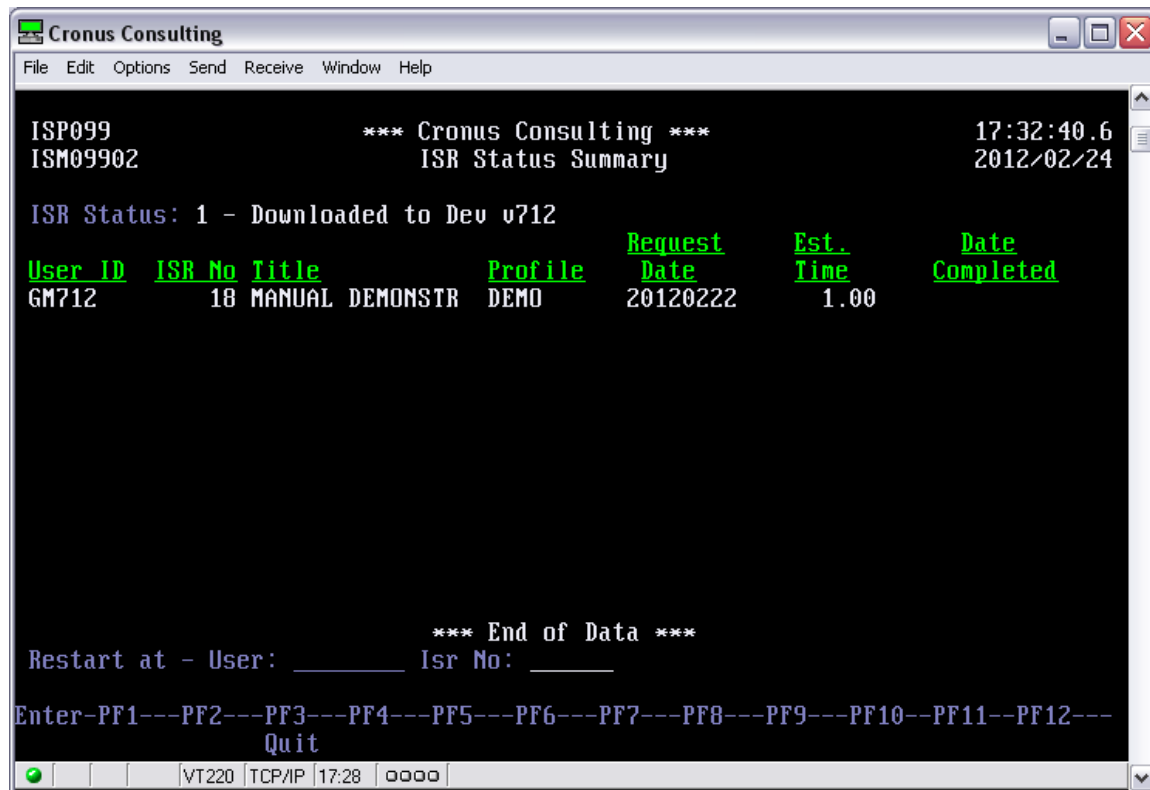 Cronus Consulting
File Edit Options Send Receive Window Help
ISP099 *** Cronus Consulting *** 17:32:40.6
ISM09902 ISR Status Summary 2012/02/24
ISR Status: 1 - Downloaded to Dev v712
Request Est. Date
User ID ISR No Title Profile Date Time Completed
GM712 18 MANUAL DEMONSTR DEMO 20120222 1.00
*** End of Data ***
Restart at - User: ________ Isr No: ______
Enter-PF1---PF2---PF3---PF4---PF5---PF6---PF7---PF8---PF9---PF10--PF11--PF12---
Quit
VT220 TCP/IP 17:28